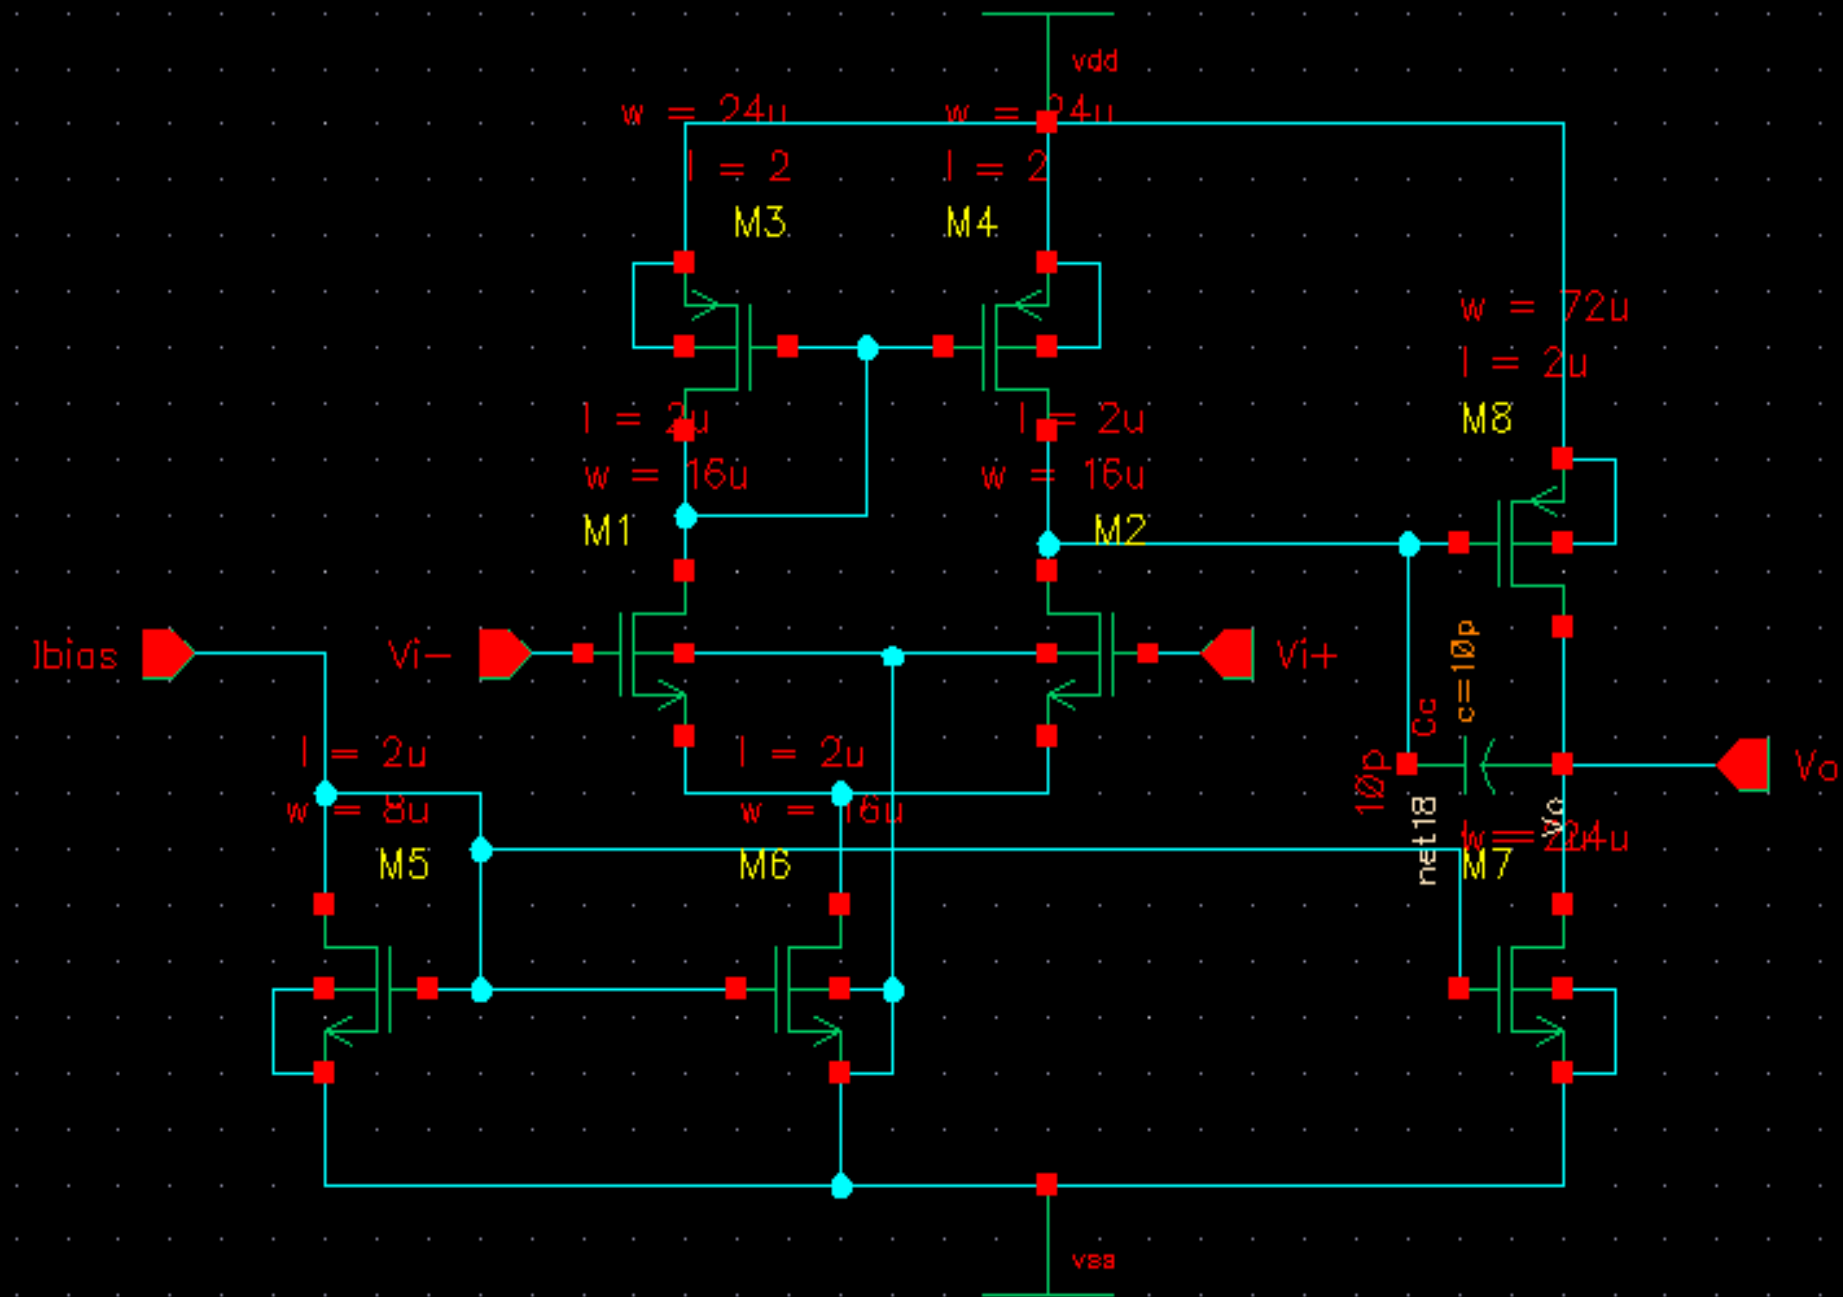 vdd
w = 24u
w = 24u
l = 2
l = 2
M3
M4
w = 72u
l = 2u
M8
l = 2u
l = 2u
w = 16u
w = 16u
M1
M2
Ibias
Vi-
Vi+
c=10p
Cc
10p
Vo
l = 2u
l = 2u
w = 8u
w = 16u
net18
Vo
M5
M6
M7
vss